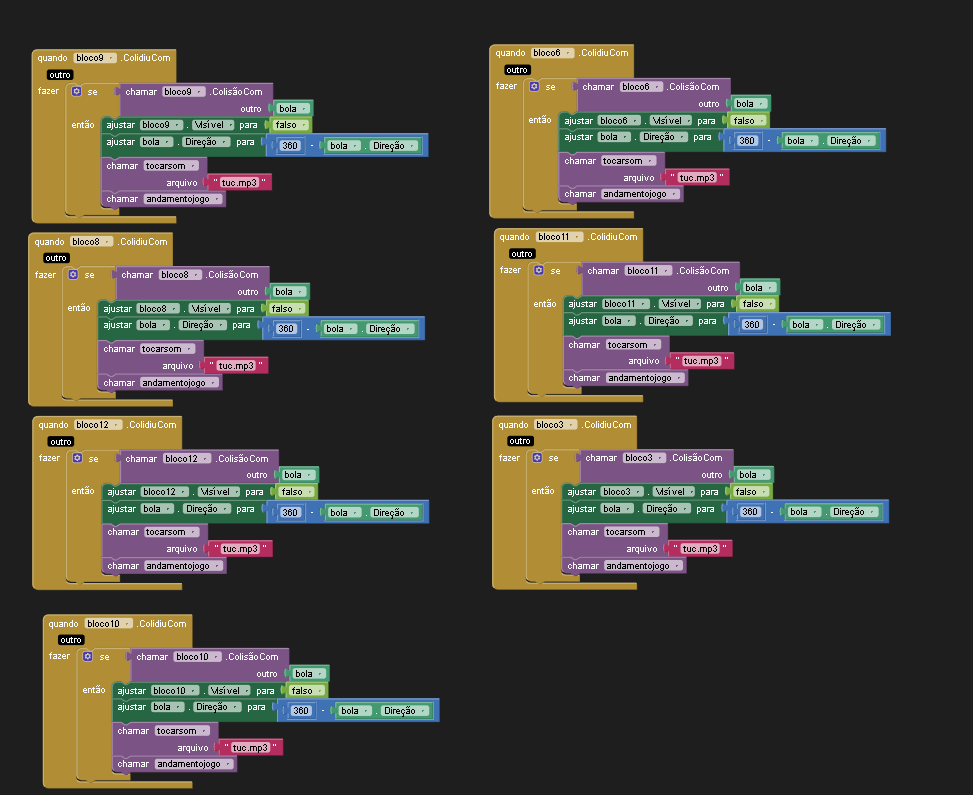 quando bloco9 .ColidiuCom
outro
fazer se chamar bloco9 .ColisãoCom
outro bola
então ajustar bloco9 . Visível para falso
ajustar bola . Direção para 360 - bola . Direção
chamar tocarsom
arquivo " tuc.mp3 "
chamar andamentojogo
quando bloco8 .ColidiuCom
outro
fazer se chamar bloco8 .ColisãoCom
outro bola
então ajustar bloco8 . Visível para falso
ajustar bola . Direção para 360 - bola . Direção
chamar tocarsom
arquivo " tuc.mp3 "
chamar andamentojogo
quando bloco12 .ColidiuCom
outro
fazer se chamar bloco12 .ColisãoCom
outro bola
então ajustar bloco12 . Visível para falso
ajustar bola . Direção para 360 - bola . Direção
chamar tocarsom
arquivo " tuc.mp3 "
chamar andamentojogo
quando bloco10 .ColidiuCom
outro
fazer se chamar bloco10 .ColisãoCom
outro bola
então ajustar bloco10 . Visível para falso
ajustar bola . Direção para 360 - bola . Direção
chamar tocarsom
arquivo " tuc.mp3 "
chamar andamentojogo
quando bloco6 .ColidiuCom
outro
fazer se chamar bloco6 .ColisãoCom
outro bola
então ajustar bloco6 . Visível para falso
ajustar bola . Direção para 360 - bola . Direção
chamar tocarsom
arquivo " tuc.mp3 "
chamar andamentojogo
quando bloco11 .ColidiuCom
outro
fazer se chamar bloco11 .ColisãoCom
outro bola
então ajustar bloco11 . Visível para falso
ajustar bola . Direção para 360 - bola . Direção
chamar tocarsom
arquivo " tuc.mp3 "
chamar andamentojogo
quando bloco3 .ColidiuCom
outro
fazer se chamar bloco3 .ColisãoCom
outro bola
então ajustar bloco3 . Visível para falso
ajustar bola . Direção para 360 - bola . Direção
chamar tocarsom
arquivo " tuc.mp3 "
chamar andamentojogo